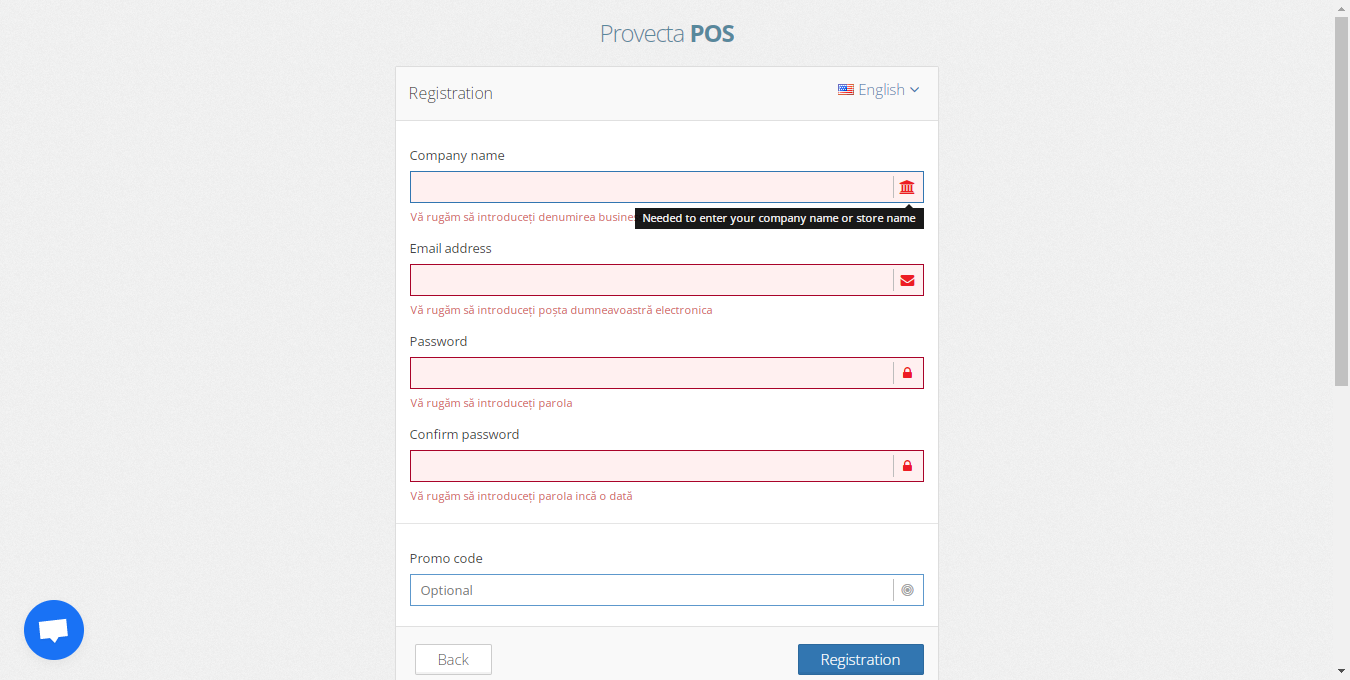 Provecta POS
Registration
English
Company name
Vă rugăm să introduceți denumirea
Needed to enter your company name or store name
Email address
Vă rugăm să introduceți poșta dumneavoastră electronica
Password
Vă rugăm să introduceți parola
Confirm password
Vă rugăm să introduceți parola incă o dată
Promo code
Optional
Back
Registration